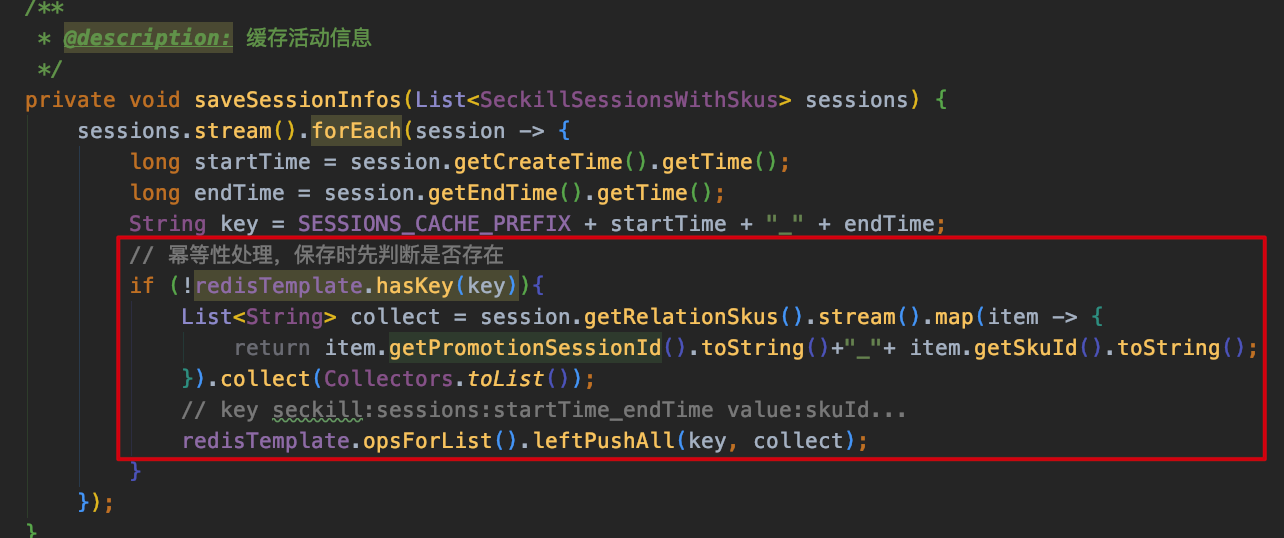 /**
 * @description: 缓存活动信息
 */
private void saveSessionInfos(List<SeckillSessionsWithSkus> sessions) {
    sessions.stream().forEach(session -> {
        long startTime = session.getCreateTime().getTime();
        long endTime = session.getEndTime().getTime();
        String key = SESSIONS_CACHE_PREFIX + startTime + "_" + endTime;
        // 幂等性处理，保存时先判断是否存在
        if (!redisTemplate.hasKey(key)){
            List<String> collect = session.getRelationSkus().stream().map(item -> {
                return item.getPromotionSessionId().toString()+"_"+ item.getSkuId().toString();
            }).collect(Collectors.toList());
            // key seckill:sessions:startTime_endTime value:skuId...
            redisTemplate.opsForList().leftPushAll(key, collect);
        }
    });
}